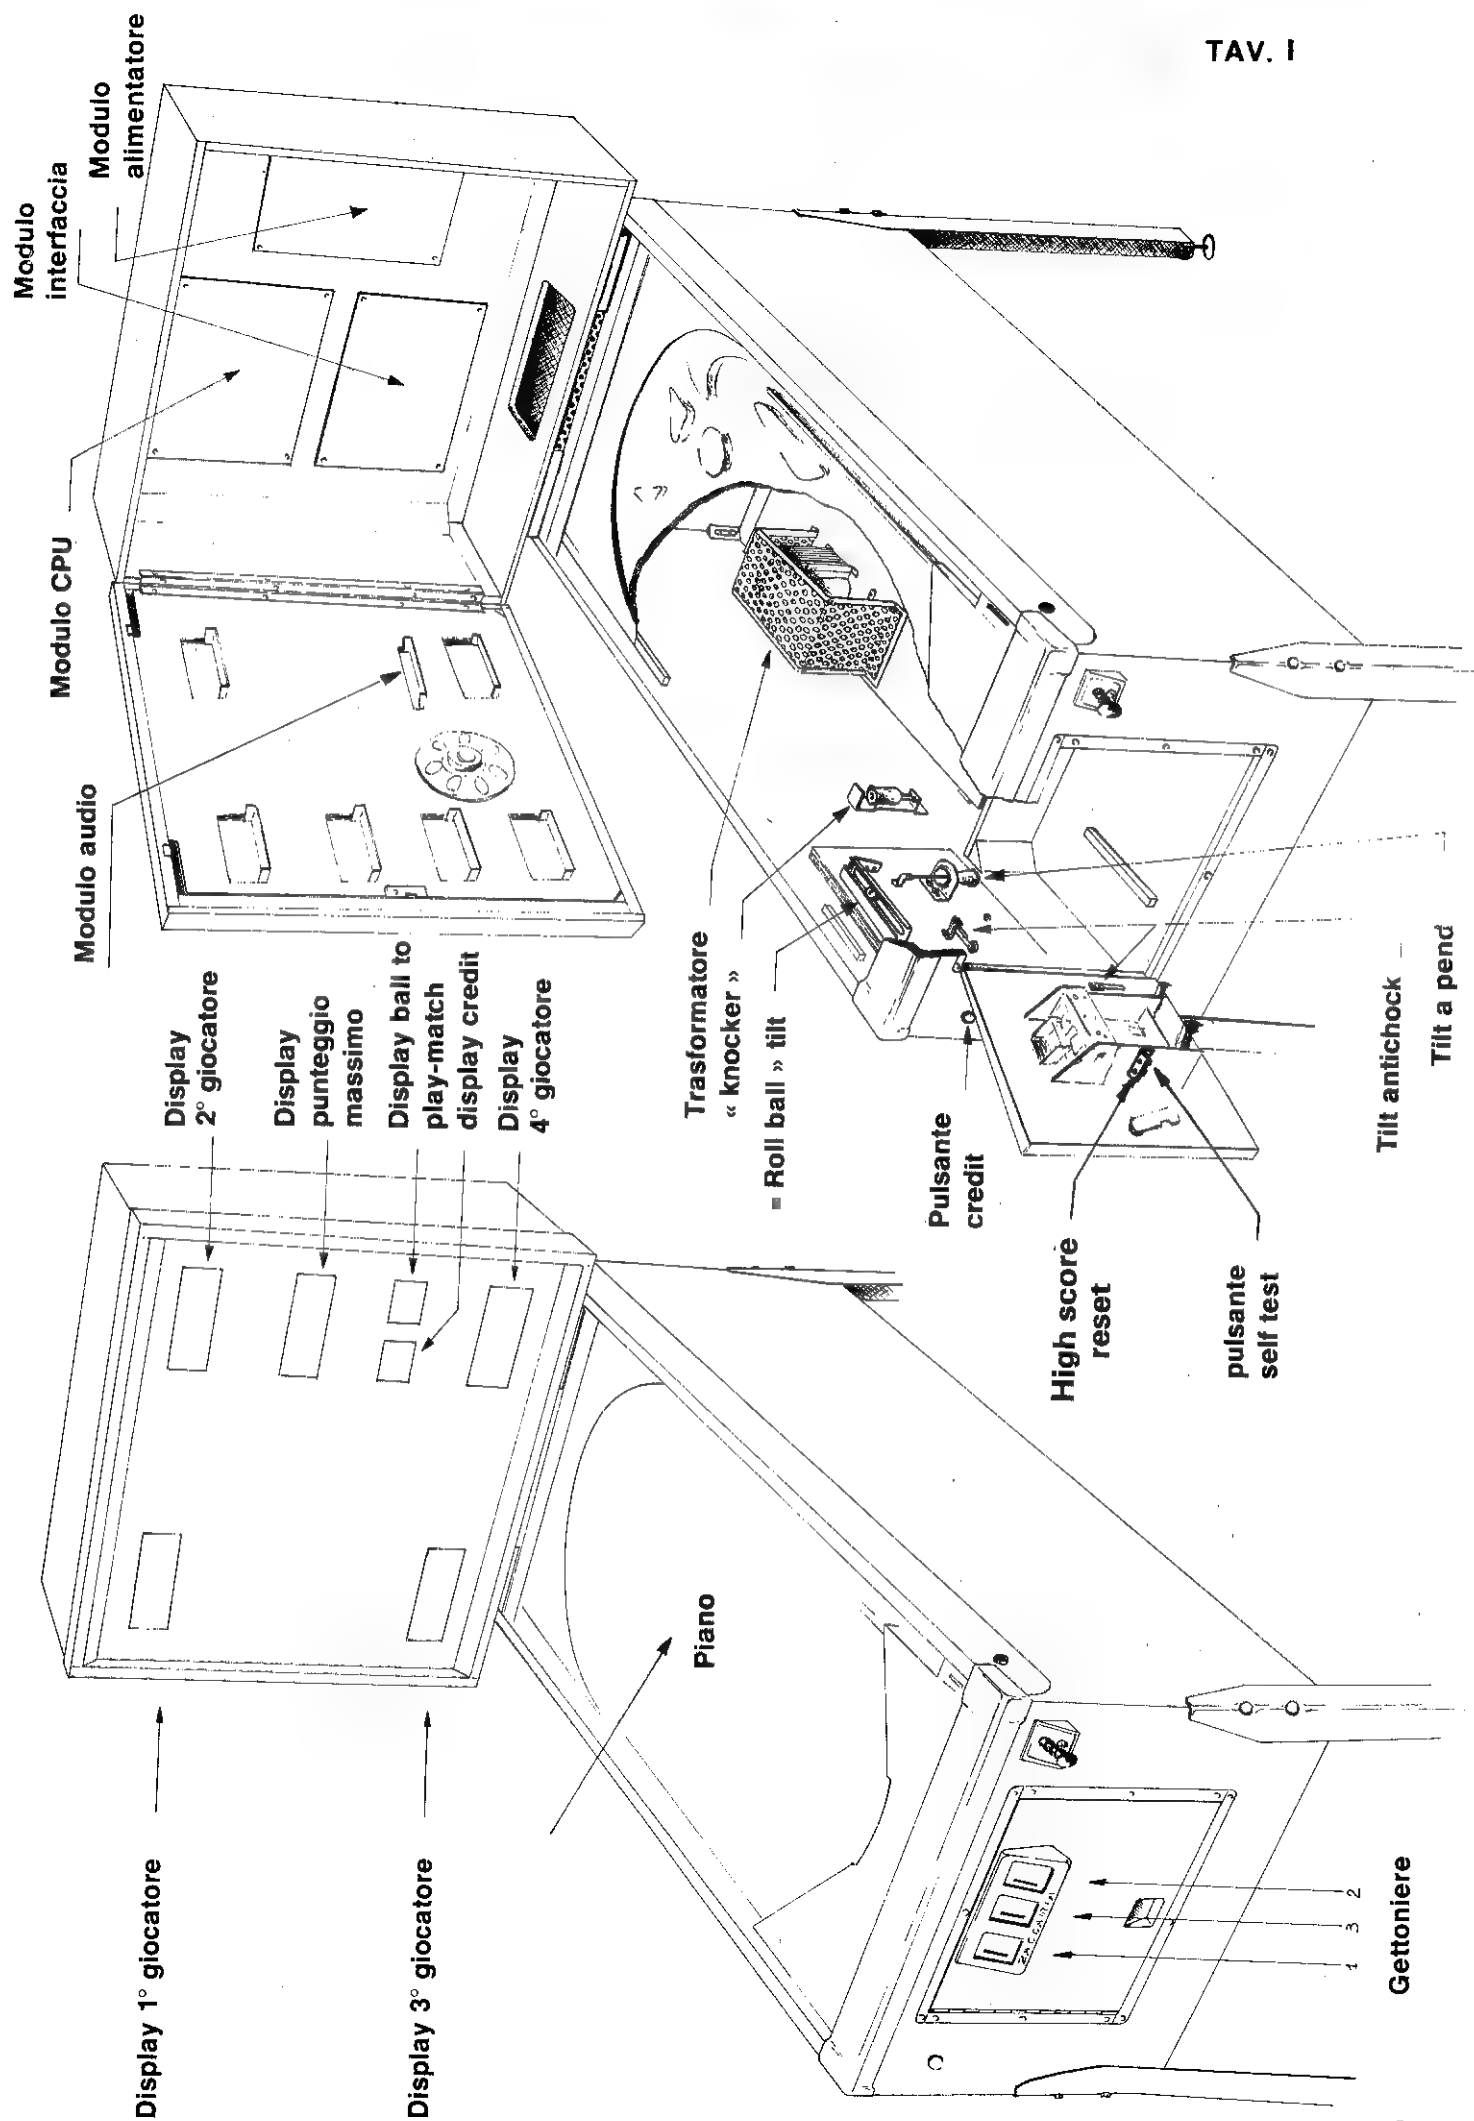 TAV. I
Modulo
alimentatore
Modulo
interfaccia
Modulo CPU
Modulo audio
Display
2° giocatore
Display
punteggio
massimo
Display ball to
play-match
display credit
Display
4° giocatore
Trasformatore
« knocker »
= Roll ball » tilt
Pulsante
credit
High score
reset
pulsante
self test
Tilt antichock
Tilt a pend
Display 1° giocatore
Display 3° giocatore
Piano
ZACCARIA
1
3
2
Gettoniere